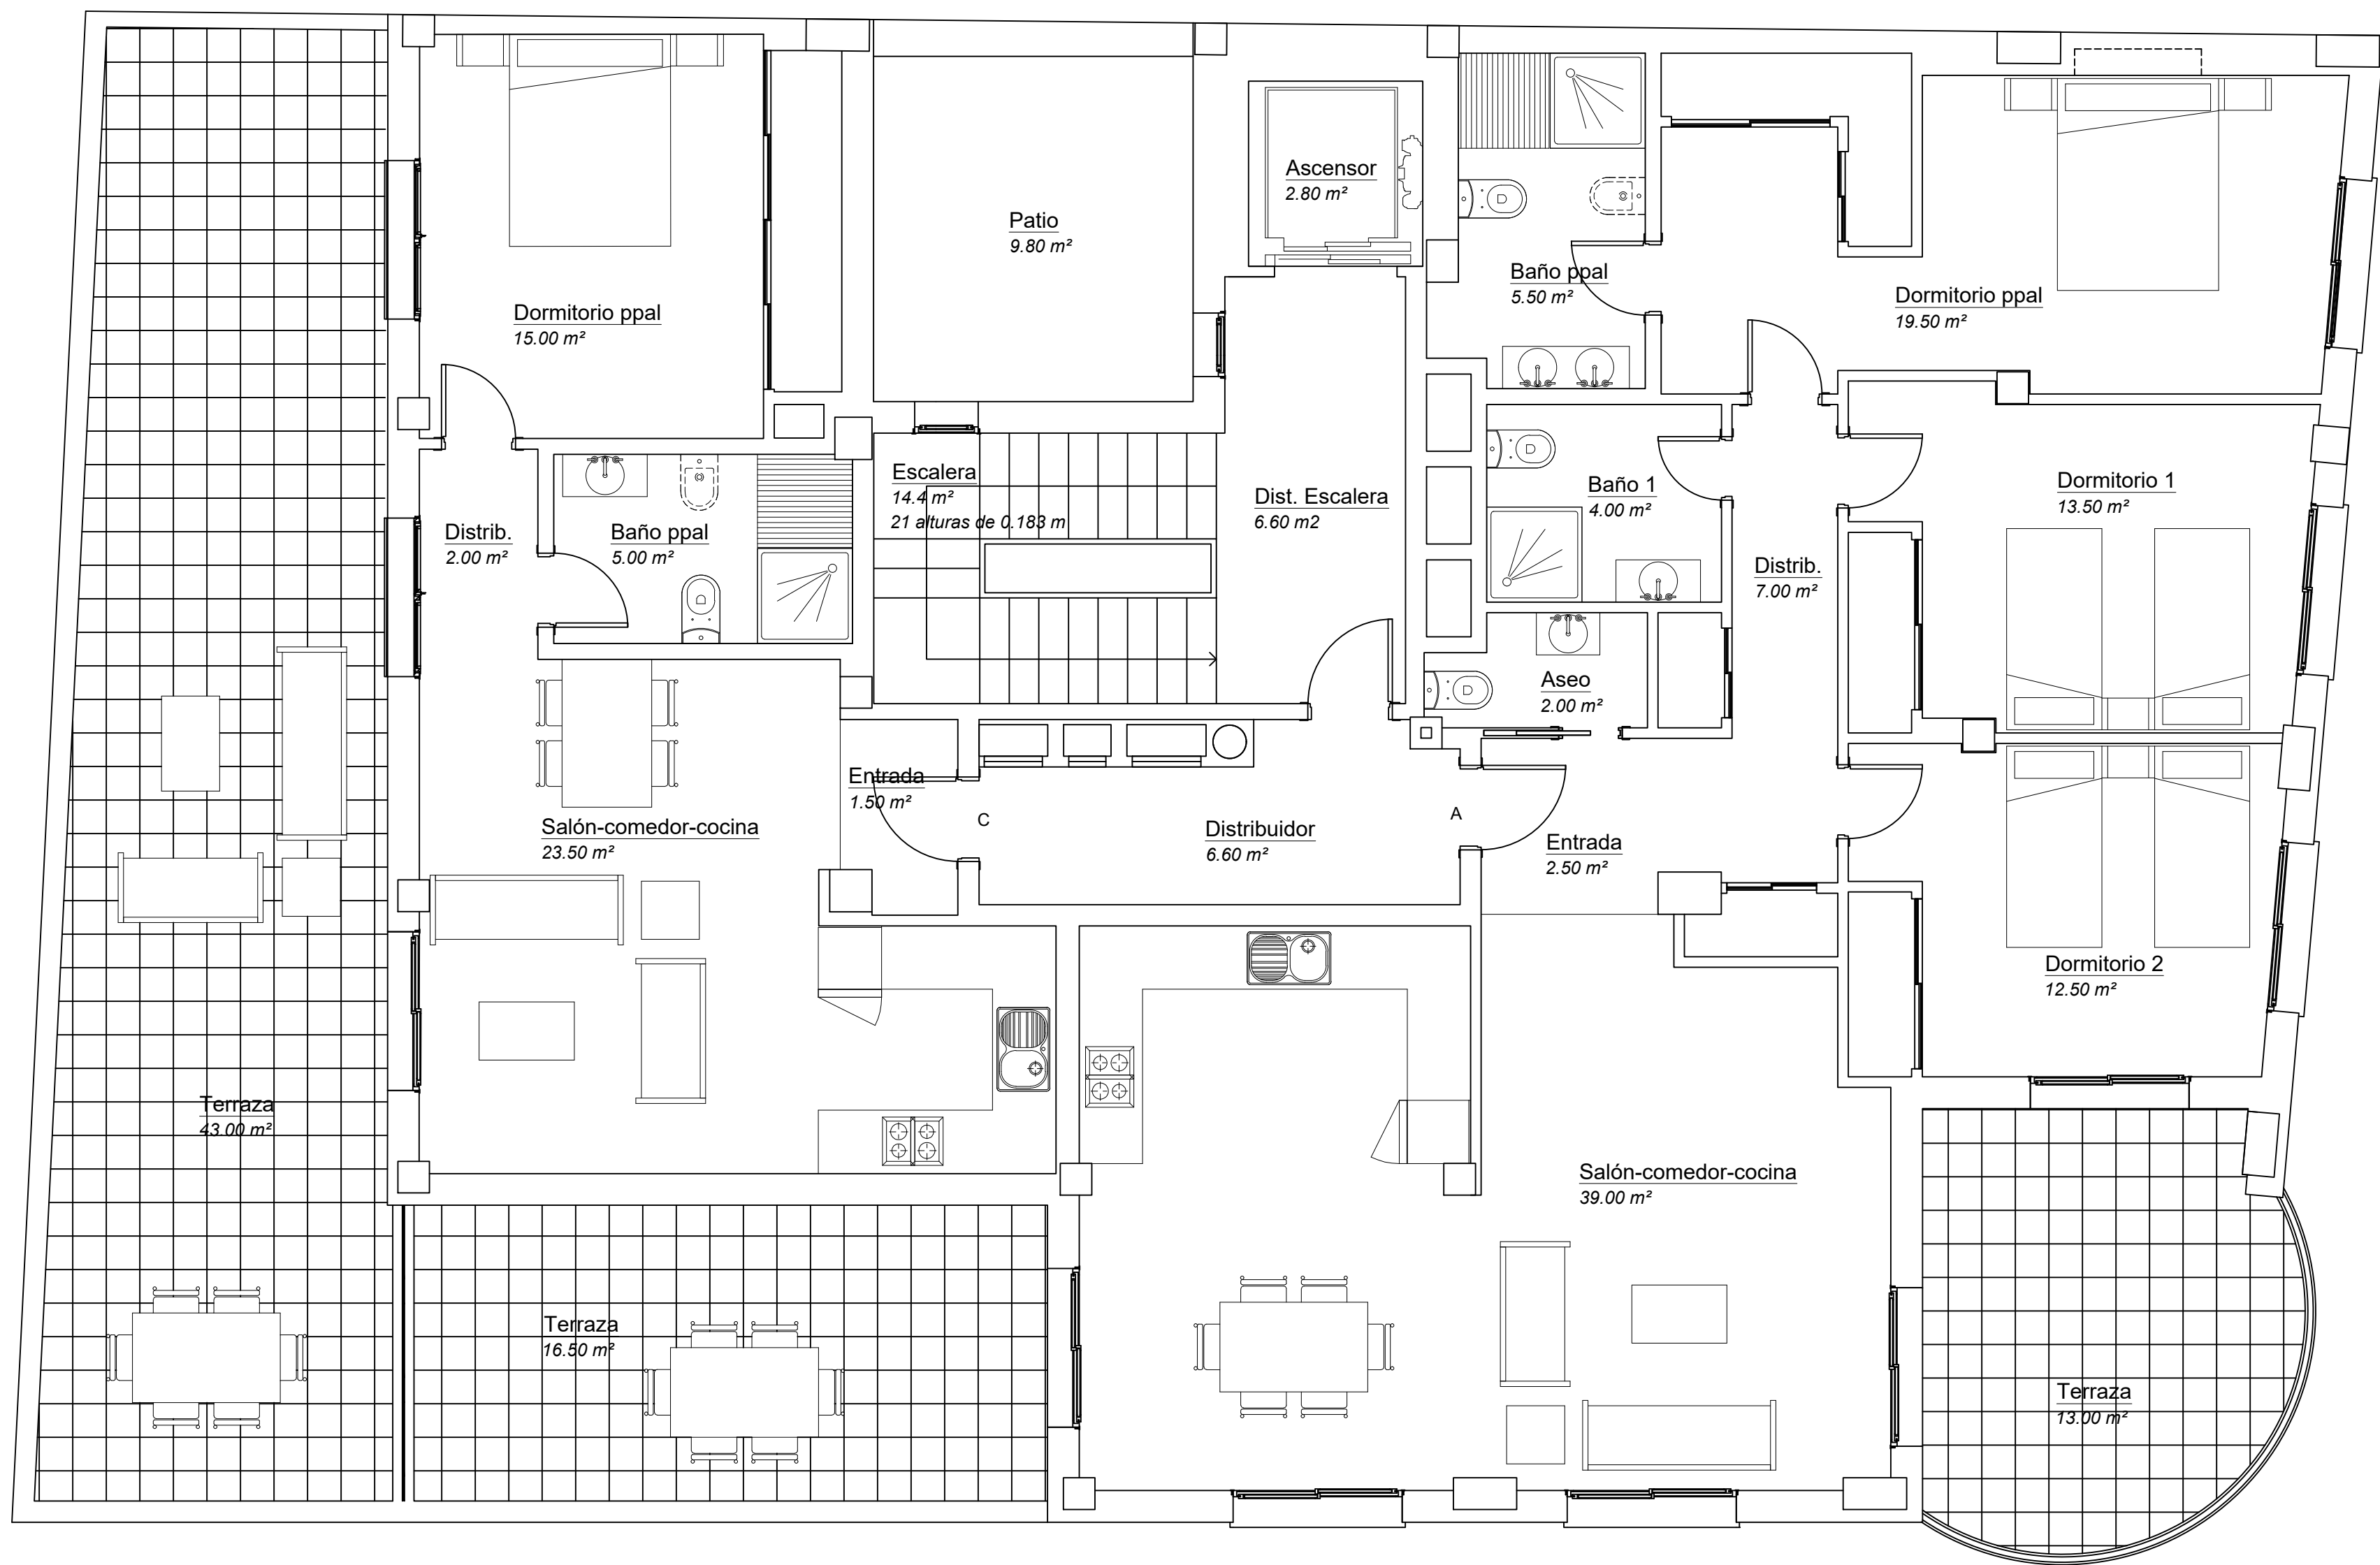 Ascensor
2.80 m²
Patio
9.80 m²
Baño ppal
5.50 m²
Dormitorio ppal
19.50 m²
Dormitorio ppal
15.00 m²
Escalera
14.4 m²
21 alturas de 0.183 m
Dist. Escalera
6.60 m2
Baño 1
4.00 m²
Dormitorio 1
13.50 m²
Distrib.
2.00 m²
Baño ppal
5.00 m²
Distrib.
7.00 m²
Aseo
2.00 m²
Entrada
1.50 m²
C
A
Salón-comedor-cocina
23.50 m²
Distribuidor
6.60 m²
Entrada
2.50 m²
Dormitorio 2
12.50 m²
Terraza
43.00 m²
Salón-comedor-cocina
39.00 m²
Terraza
16.50 m²
Terraza
13.00 m²